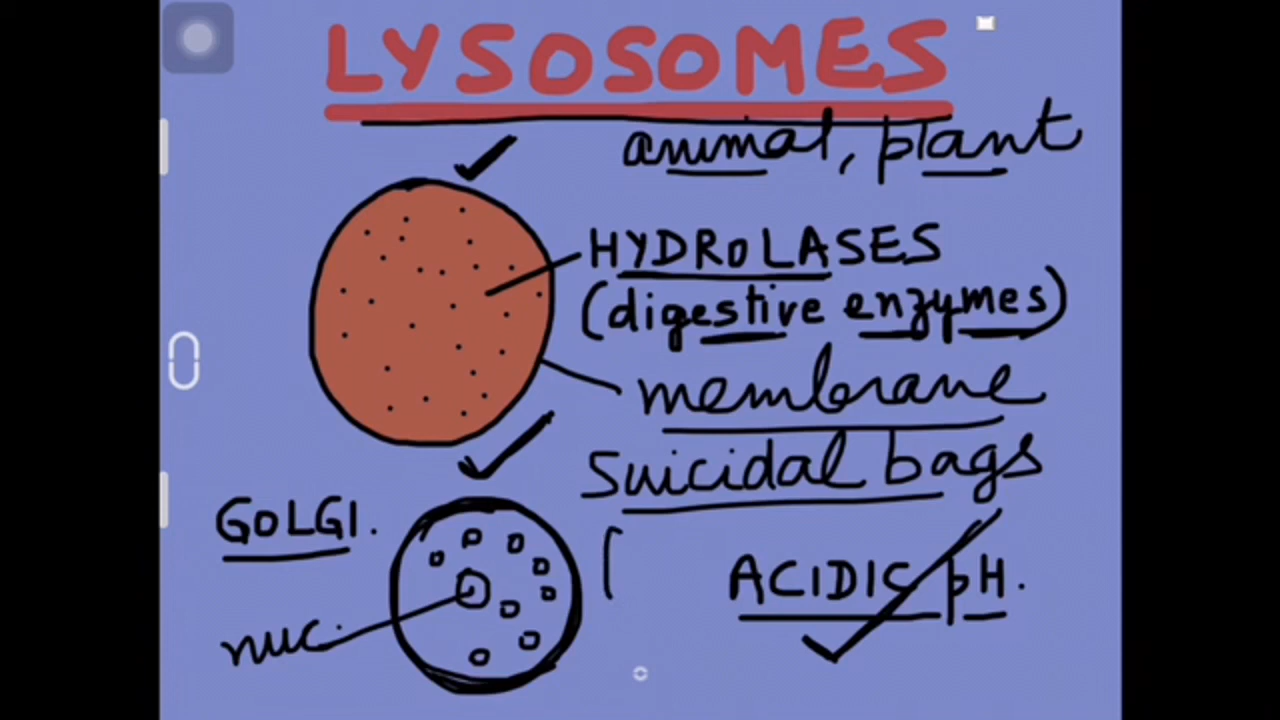 LYSOSOMES
animal, plant
HYDROLASES
(digestive enzymes)
membrane
suicidal bags
GOLGI.
ACIDIC pH.
nuc.